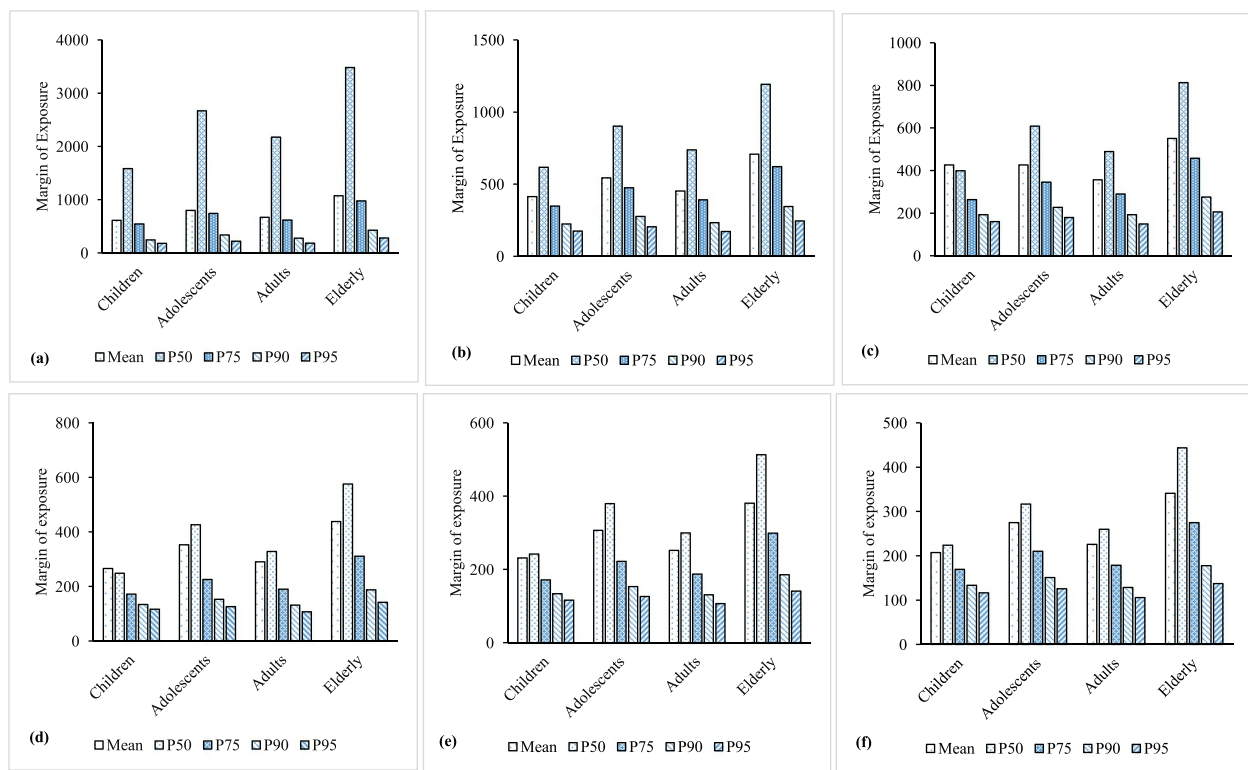 4000
3000
2000
1000
0
Margin of Exposure
Children
Adolescents
Adults
Elderly
(a)
Mean P50 P75 P90 P95
1500
1000
500
0
Margin of Exposure
Children
Adolescents
Adults
Elderly
(b)
Mean P50 P75 P90 P95
1000
800
600
400
200
0
Margin of Exposure
Children
Adolescents
Adults
Elderly
(c)
Mean P50 P75 P90 P95
800
600
400
200
0
Margin of exposure
Children
Adolescents
Adults
Elderly
(d)
Mean P50 P75 P90 P95
600
400
200
0
Margin of exposure
Children
Adolescents
Adults
Elderly
(e)
Mean P50 P75 P90 P95
500
400
300
200
100
0
Margin of exposure
Children
Adolescents
Adults
Elderly
(f)
Mean P50 P75 P90 P95